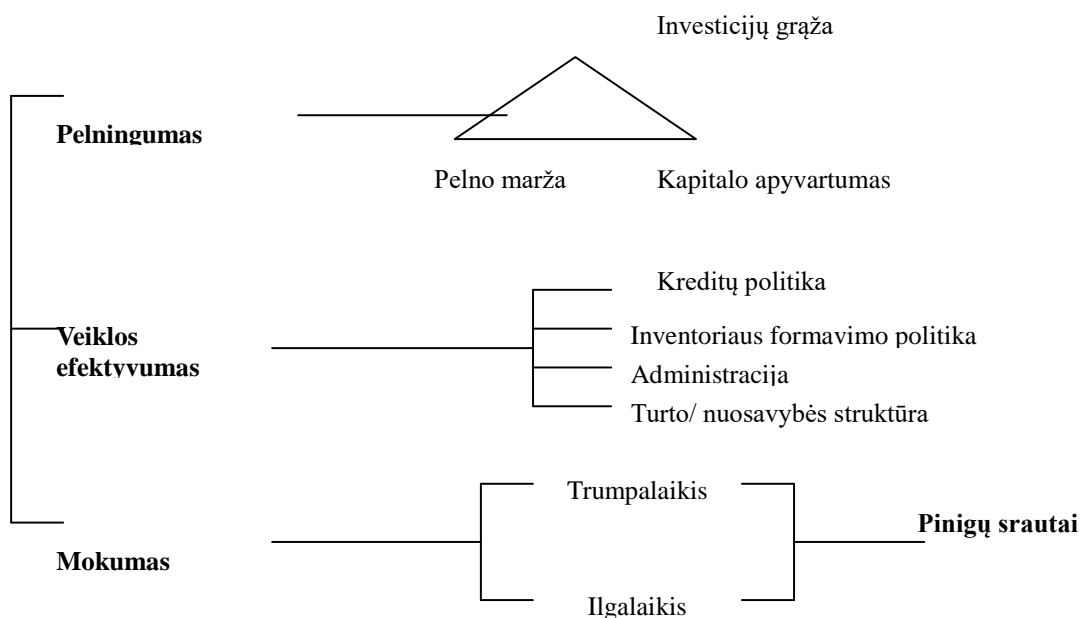 Investicijų grąža
Pelningumas
Pelno marža
Kapitalo apyvartumas
Kreditų politika
Veiklos
efektyvumas
Inventoriaus formavimo politika
Administracija
Turto/ nuosavybės struktūra
Trumpalaikis
Pinigų srautai
Mokumas
Ilgalaikis